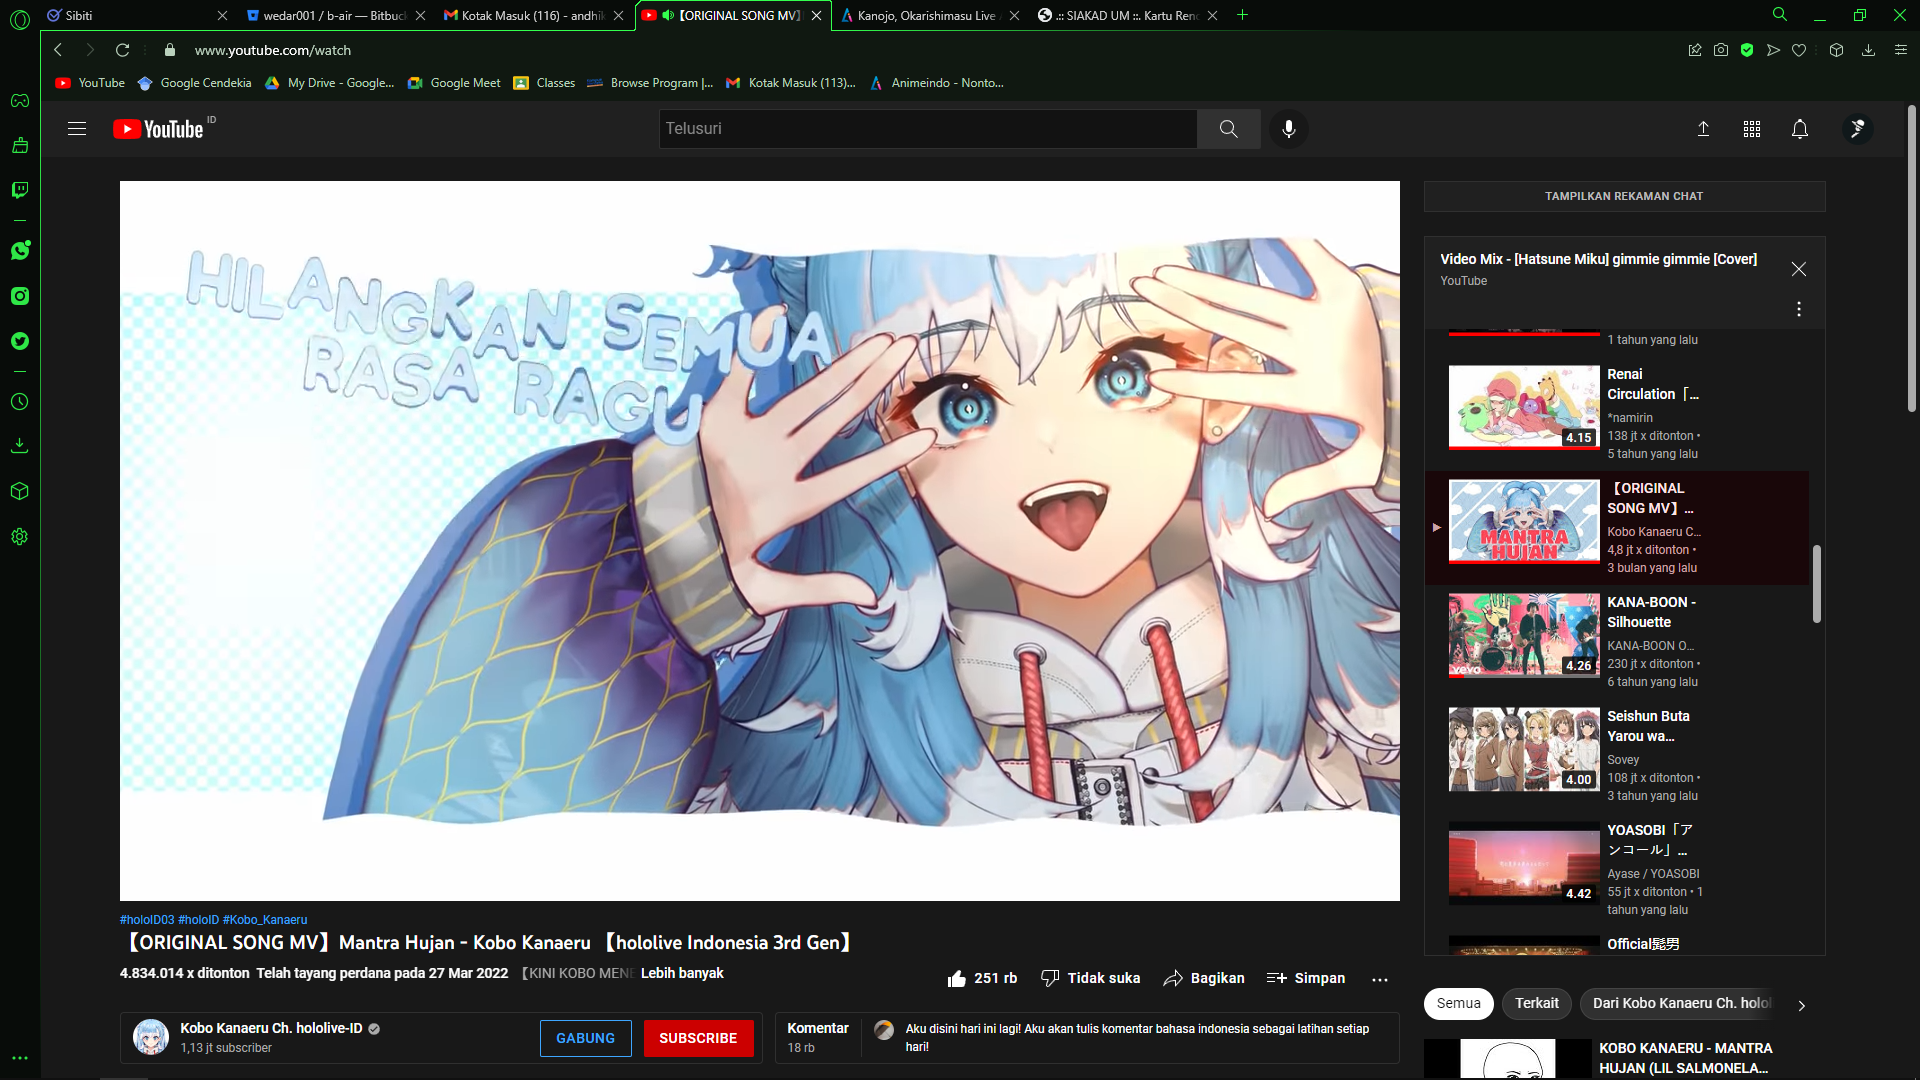 Sibiti
wedar001 / b-air — Bitbuck
Kotak Masuk (116) - andhik
【ORIGINAL SONG MV】
Kanojo, Okarishimasu Live A
.:: SIAKAD UM ::. Kartu Renc
www.youtube.com/watch
YouTube
Google Cendekia
My Drive - Google...
Google Meet
Classes
Browse Program |...
Kotak Masuk (113)...
Animeindo - Nonto...
YouTube ID
Telusuri
HILANGKAN SEMUA
RASA RAGU
TAMPILKAN REKAMAN CHAT
Video Mix - [Hatsune Miku] gimmie gimmie [Cover]
YouTube
1 tahun yang lalu
4.15
Renai
Circulation「...
*namirin
138 jt x ditonton •
5 tahun yang lalu
MANTRA
HUJAN
【ORIGINAL
SONG MV】...
Kobo Kanaeru C...
4,8 jt x ditonton •
3 bulan yang lalu
vevo
4.26
KANA-BOON -
Silhouette
KANA-BOON O...
230 jt x ditonton •
6 tahun yang lalu
4.00
Seishun Buta
Yarou wa...
Sovey
108 jt x ditonton •
3 tahun yang lalu
4.42
YOASOBI「ア
ンコール」...
Ayase / YOASOBI
55 jt x ditonton • 1
tahun yang lalu
Official髭男
#holoID03 #holoID #Kobo_Kanaeru
【ORIGINAL SONG MV】Mantra Hujan - Kobo Kanaeru 【hololive Indonesia 3rd Gen】
4.834.014 x ditonton Telah tayang perdana pada 27 Mar 2022 【KINI KOBO MENE Lebih banyak
251 rb
Tidak suka
Bagikan
Simpan
Semua
Terkait
Dari Kobo Kanaeru Ch. holol
Kobo Kanaeru Ch. hololive-ID
1,13 jt subscriber
GABUNG
SUBSCRIBE
Komentar
18 rb
Aku disini hari ini lagi! Aku akan tulis komentar bahasa indonesia sebagai latihan setiap
hari!
KOBO KANAERU - MANTRA
HUJAN (LIL SALMONELA...